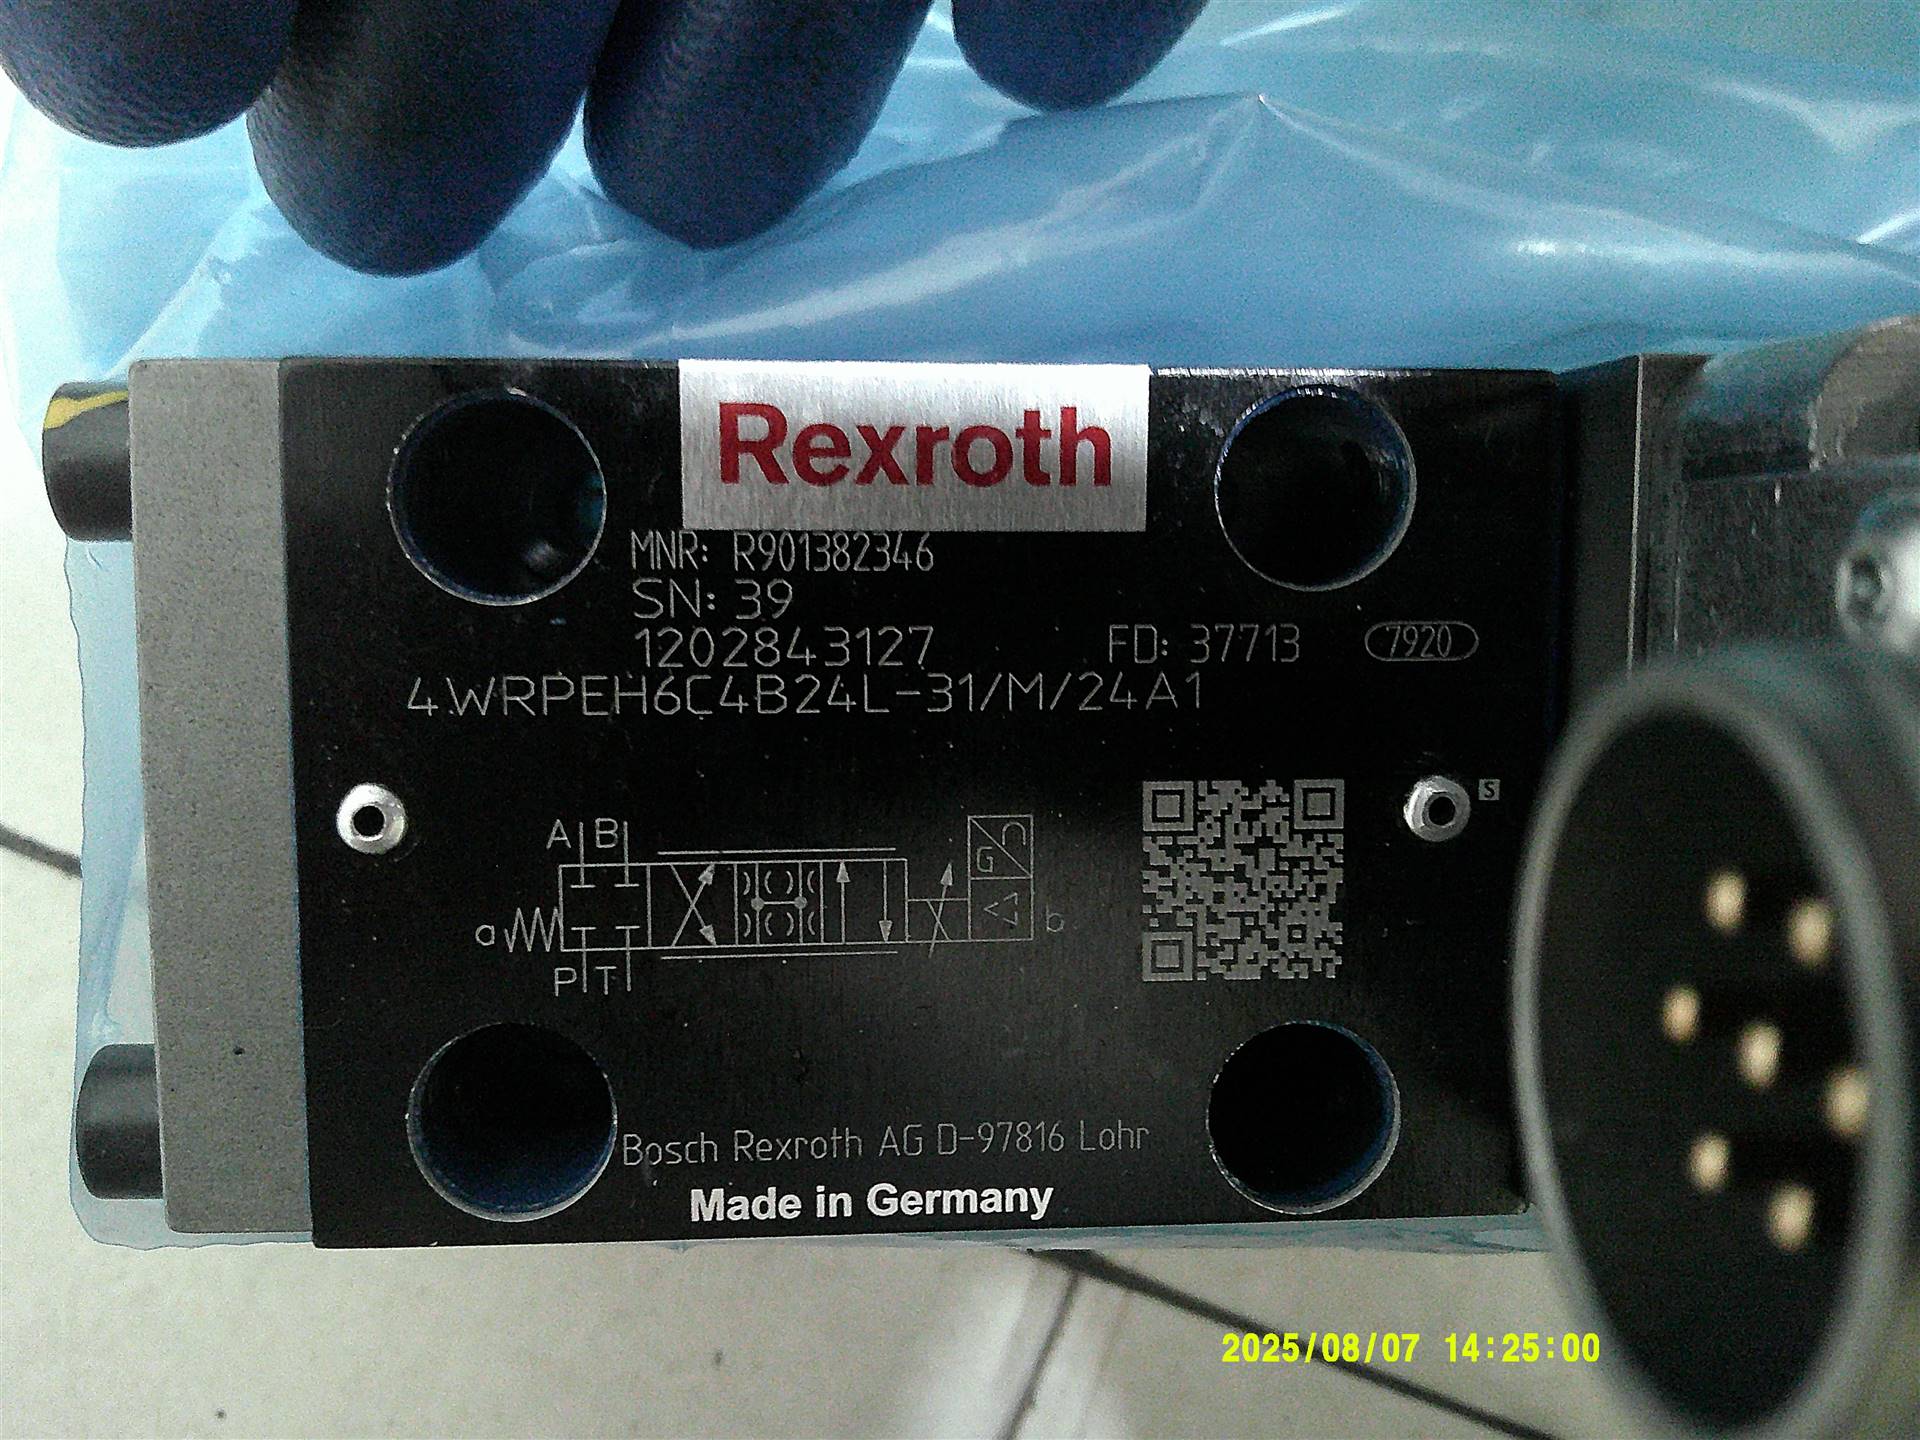 Rexroth
MNR: R901382346
SN: 39
1202843127 FD: 37713 7920
4WRPEH6C4B24L-31/M/24A1
S
A B
G
a b
P T
Bosch Rexroth AG D-97816 Lohr
Made in Germany
2025/08/07 14:25:00